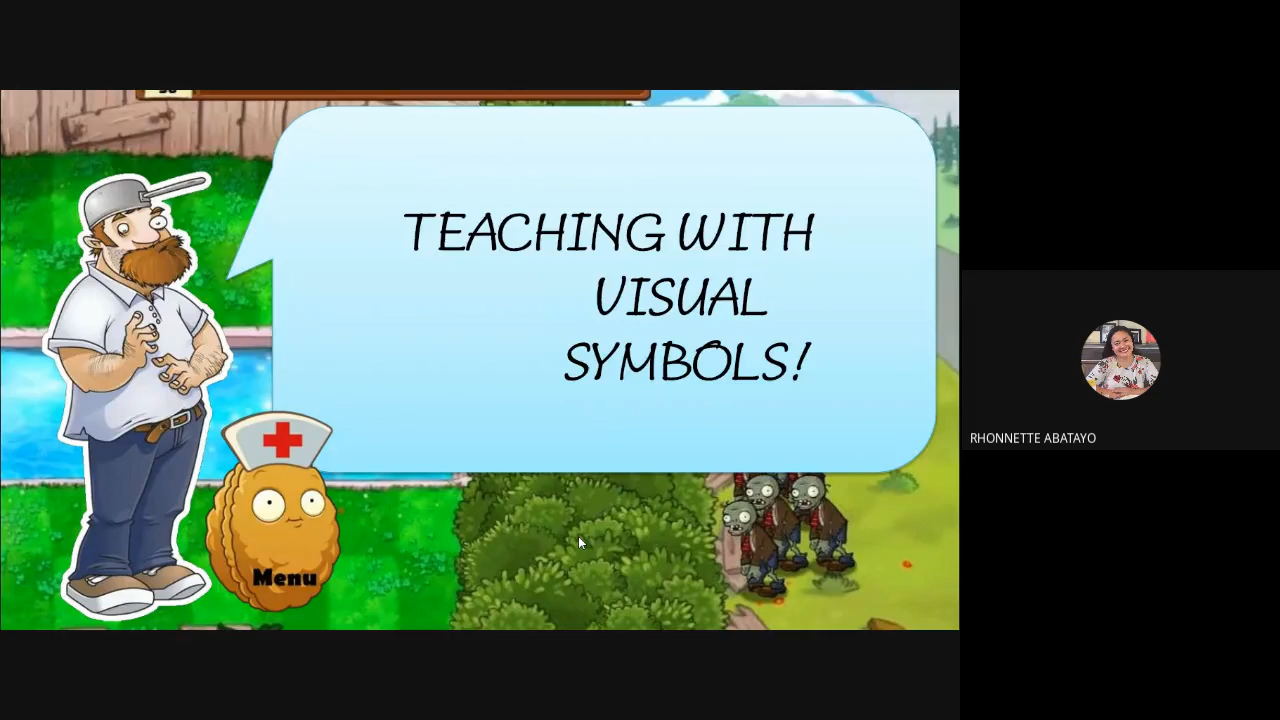 TEACHING WITH
VISUAL
SYMBOLS!
Menu
RHONNETTE ABATAYO